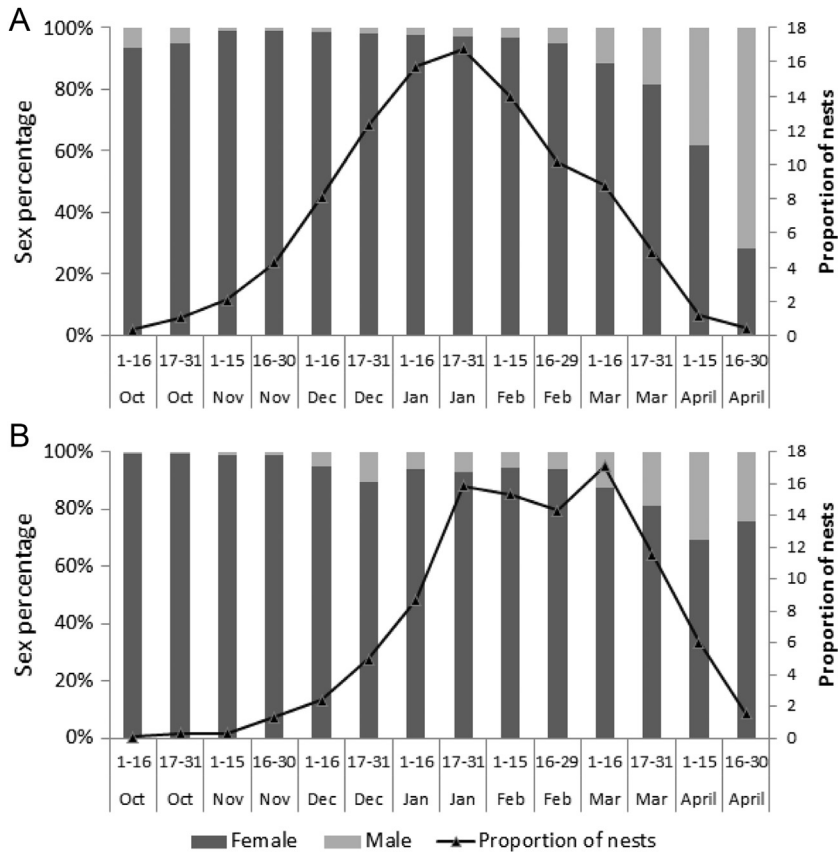 A
100%
80%
60%
40%
20%
0%
Sex percentage
18
16
14
12
10
8
6
4
2
0
Proportion of nests
1-16 17-31 1-15 16-30 1-16 17-31 1-16 17-31 1-15 16-29 1-16 17-31 1-15 16-30
Oct Oct Nov Nov Dec Dec Jan Jan Feb Feb Mar Mar April April
B
100%
80%
60%
40%
20%
0%
Sex percentage
18
16
14
12
10
8
6
4
2
0
Proportion of nests
1-16 17-31 1-15 16-30 1-16 17-31 1-16 17-31 1-15 16-29 1-16 17-31 1-15 16-30
Oct Oct Nov Nov Dec Dec Jan Jan Feb Feb Mar Mar April April
Female Male Proportion of nests